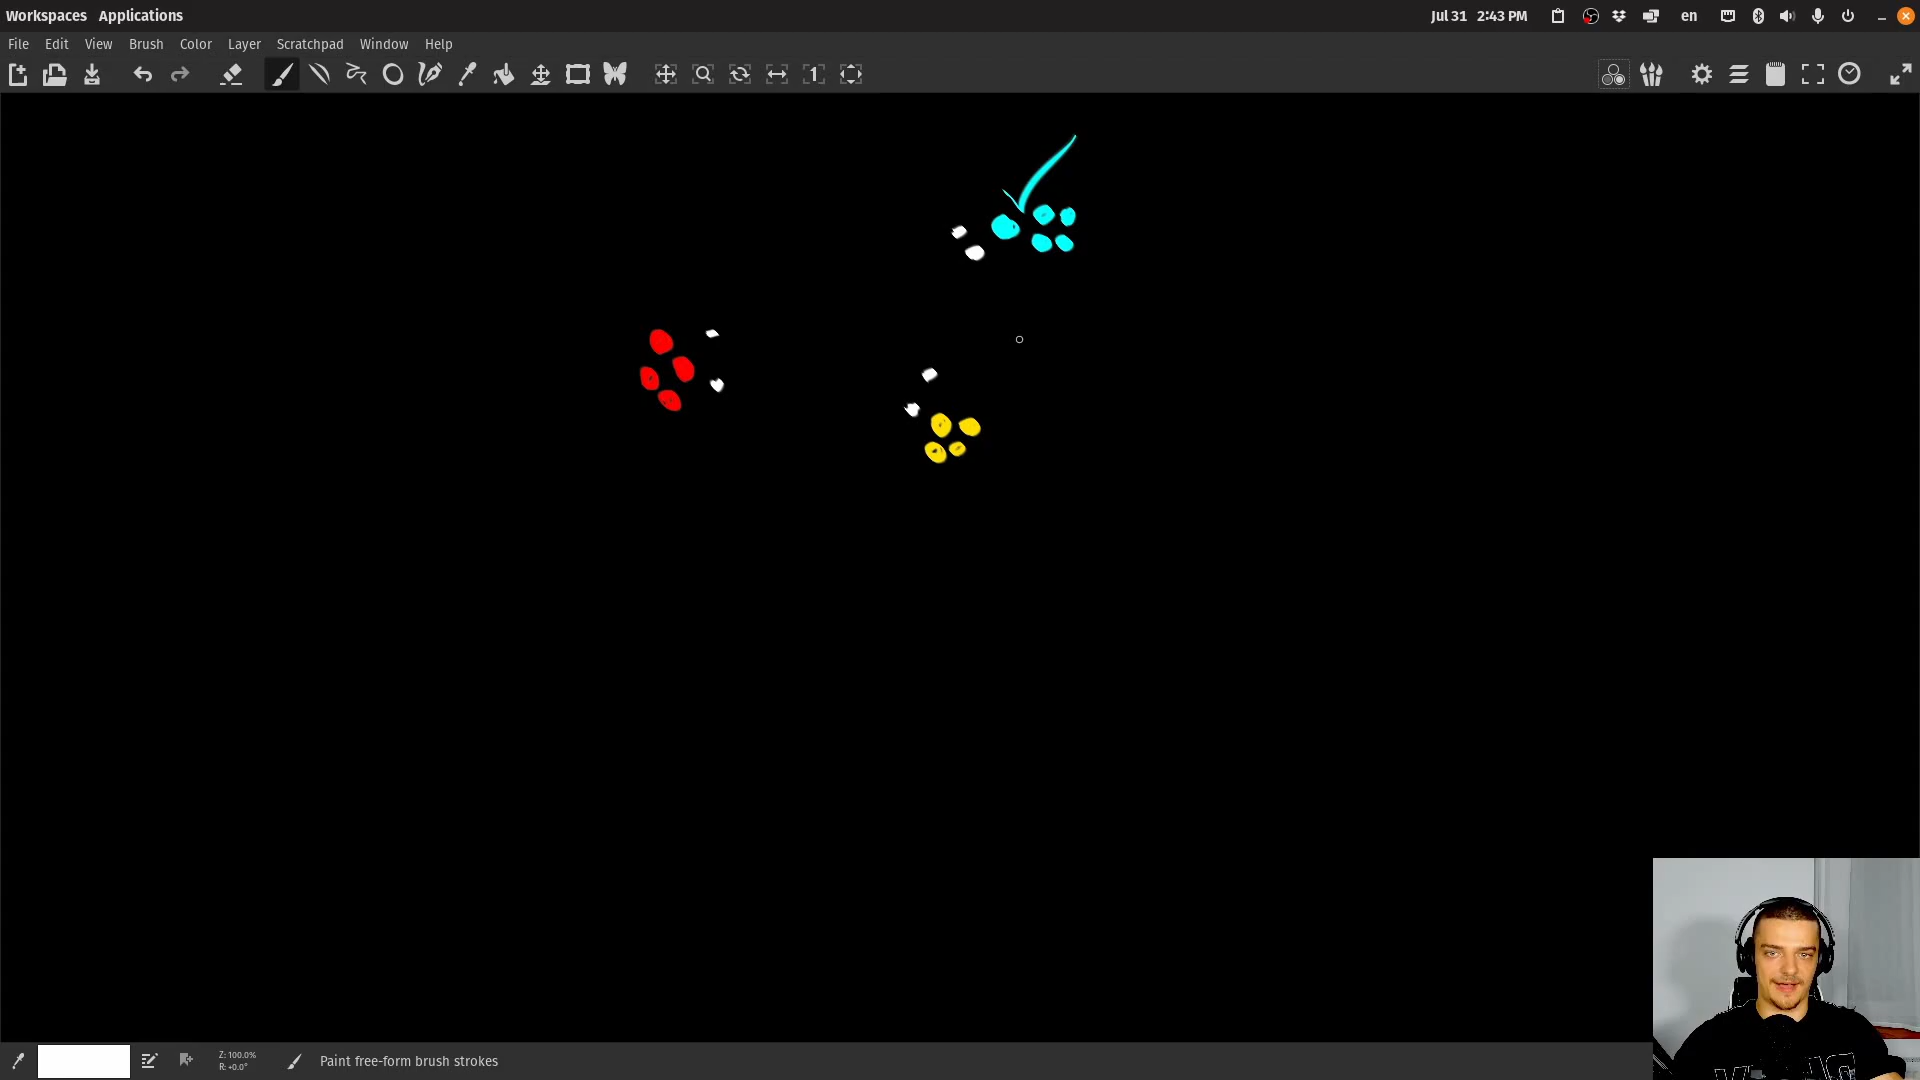 Workspaces Applications Jul 31 2:43 PM en
File Edit View Brush Color Layer Scratchpad Window Help
1
Z: 100.0%
R: +0.0°
Paint free-form brush strokes